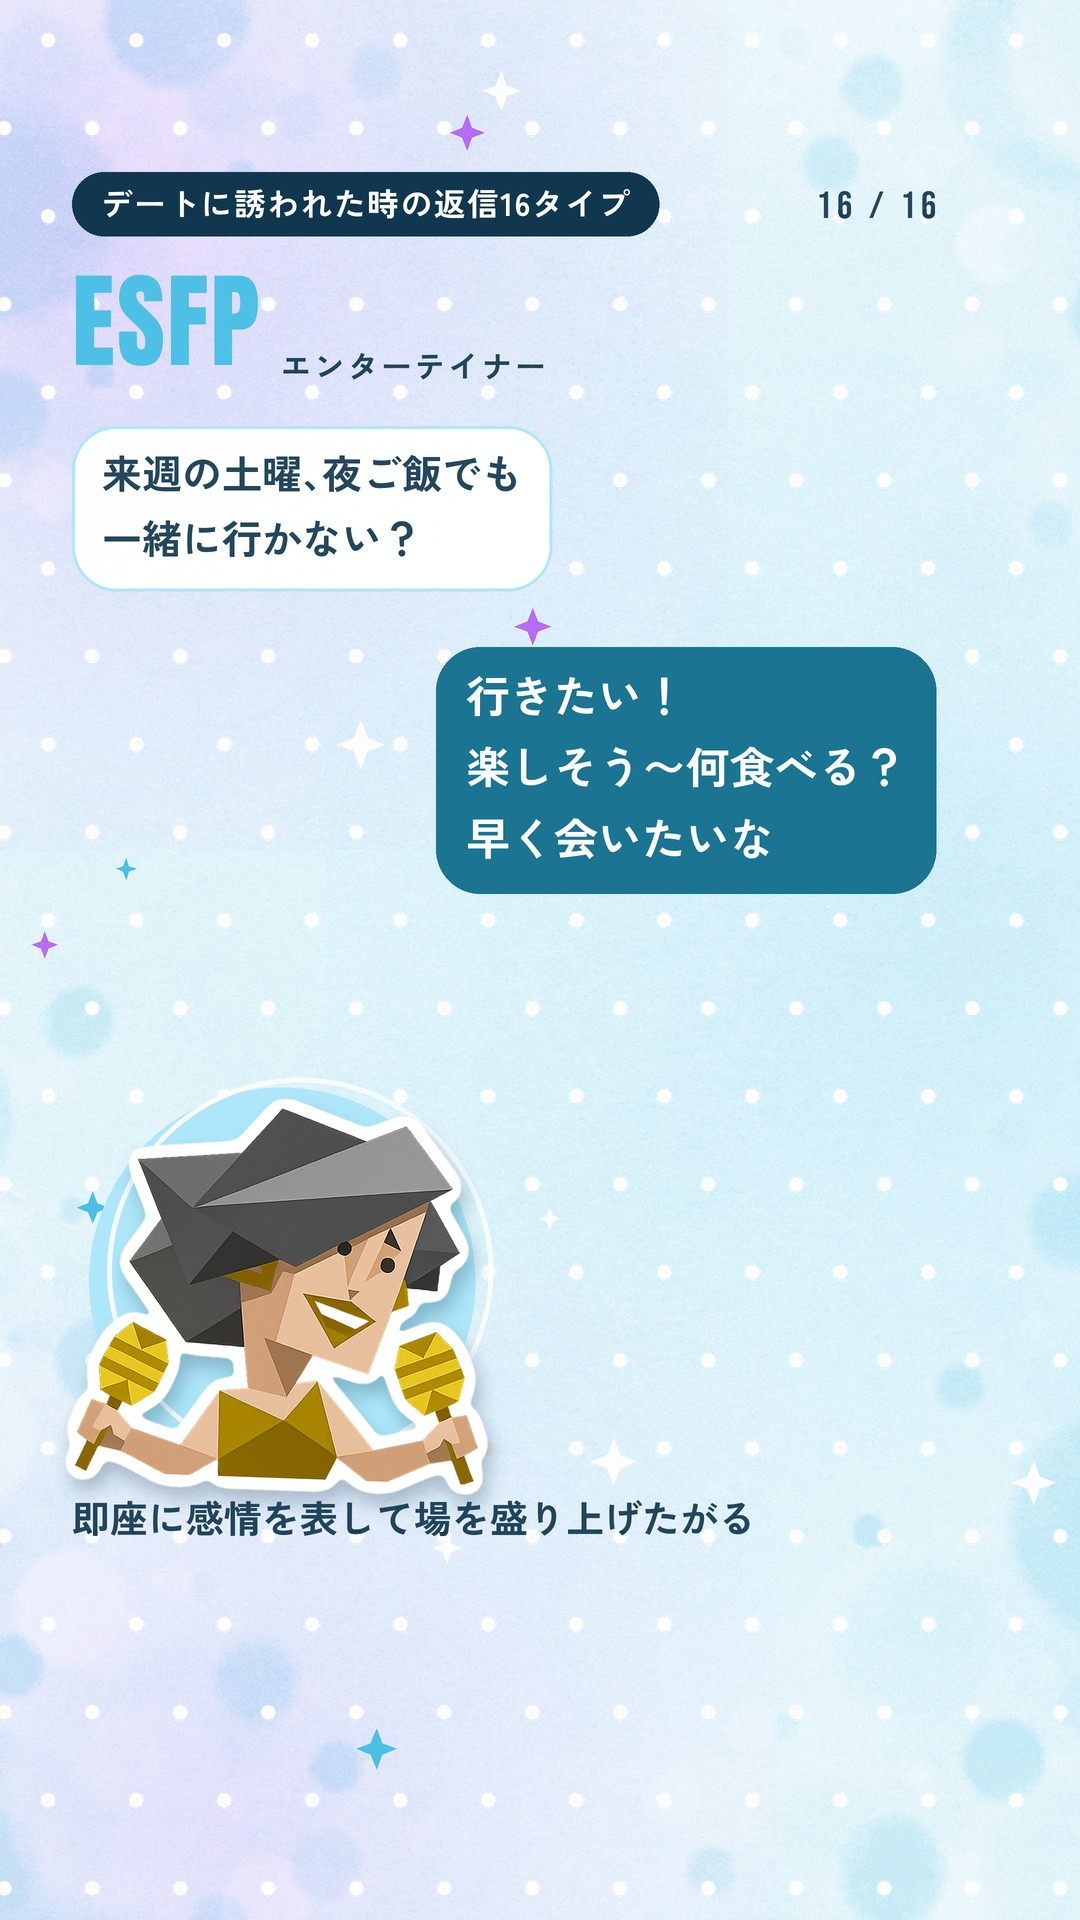 デートに誘われた時の返信16タイプ
16 / 16
ESFP
エンターテイナー
来週の土曜、夜ご飯でも
一緒に行かない？
行きたい！
楽しそう〜何食べる？
早く会いたいな
即座に感情を表して場を盛り上げたがる